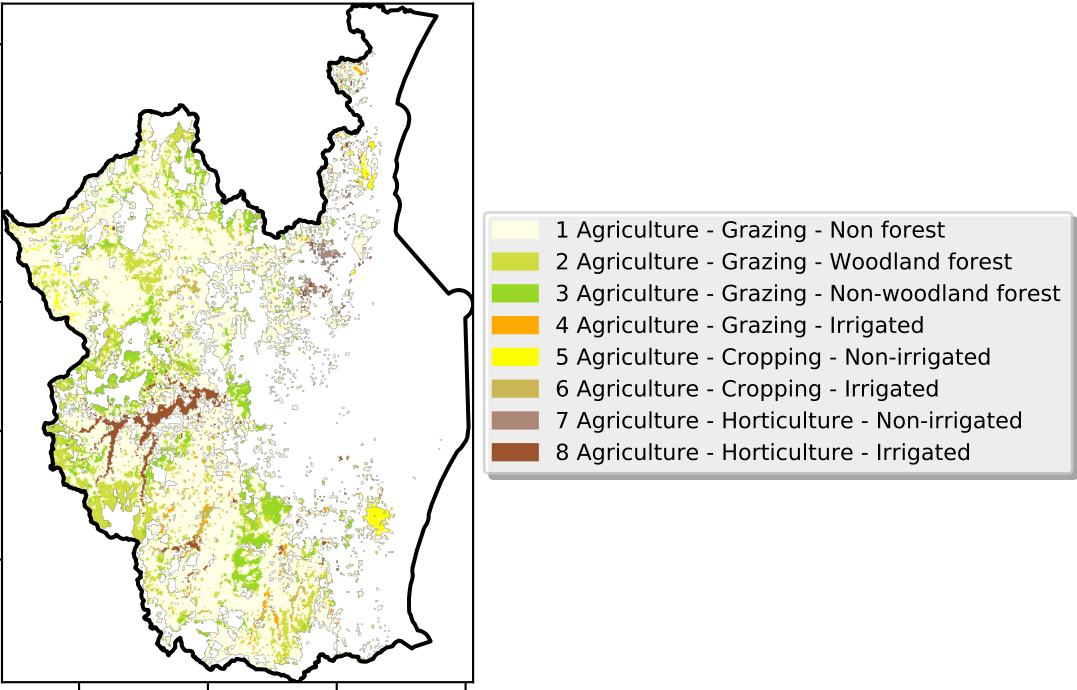 1 Agriculture - Grazing - Non forest
2 Agriculture - Grazing - Woodland forest
3 Agriculture - Grazing - Non-woodland forest
4 Agriculture - Grazing - Irrigated
5 Agriculture - Cropping - Non-irrigated
6 Agriculture - Cropping - Irrigated
7 Agriculture - Horticulture - Non-irrigated
8 Agriculture - Horticulture - Irrigated